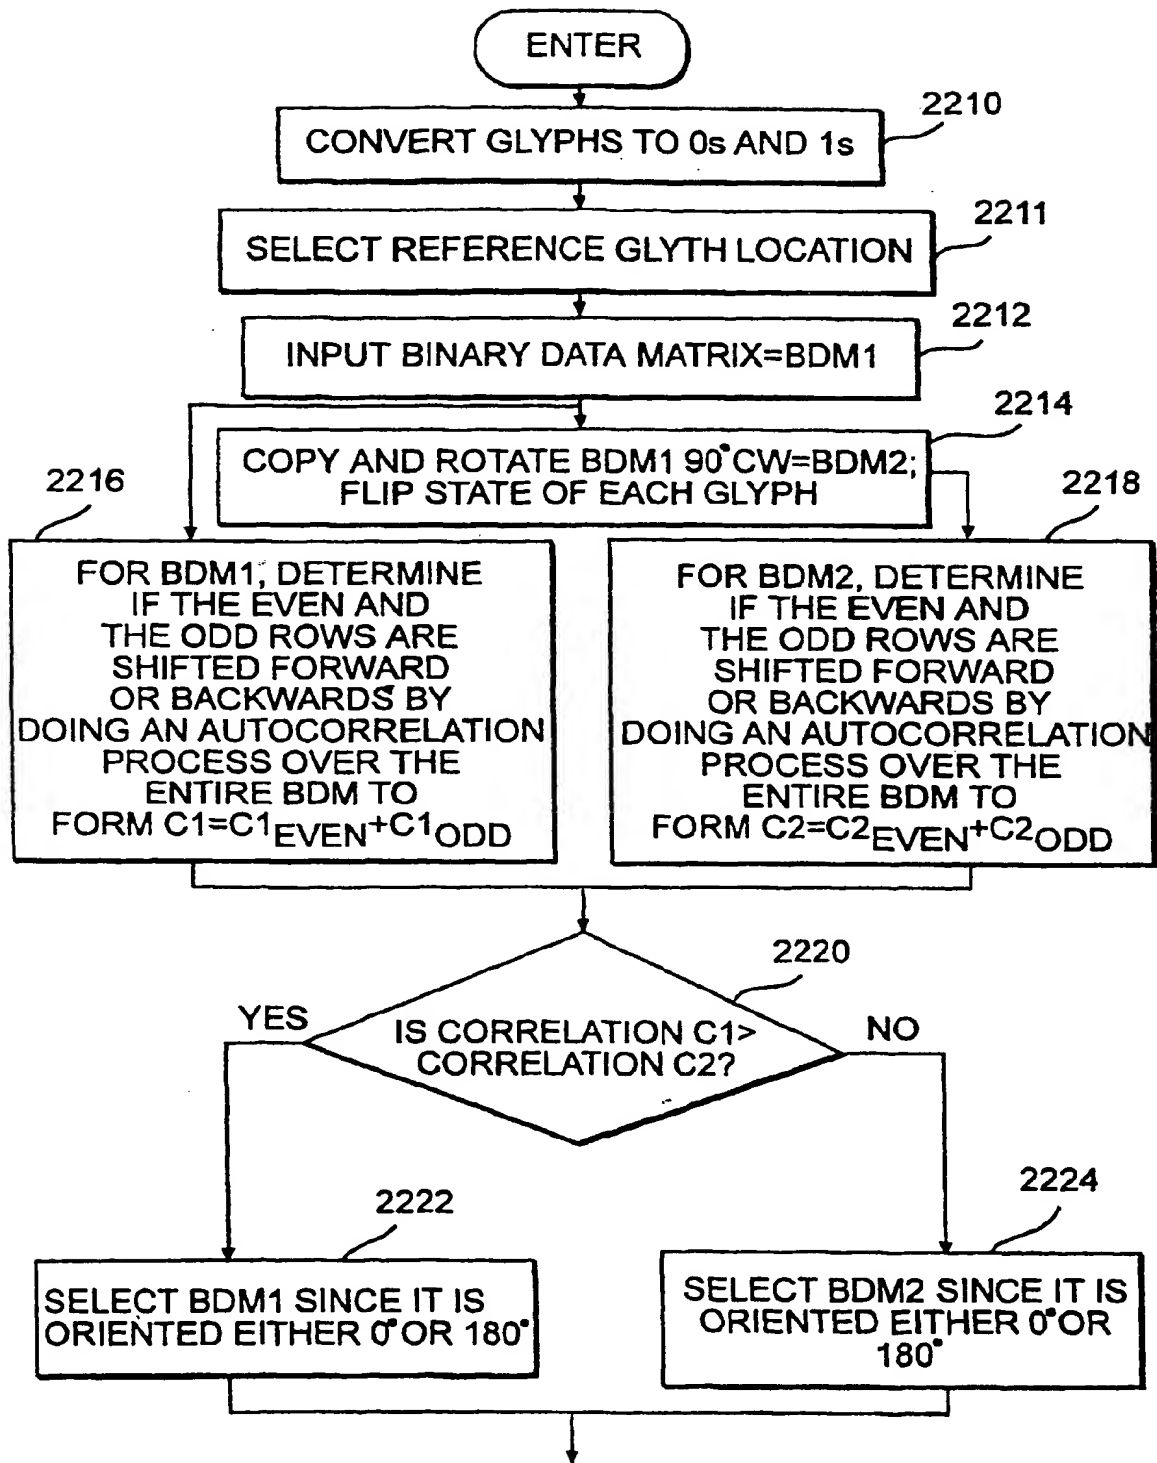 ENTER
2210
CONVERT GLYPHS TO 0s AND 1s
2211
SELECT REFERENCE GLYTH LOCATION
2212
INPUT BINARY DATA MATRIX=BDM1
2214
COPY AND ROTATE BDM1 90°CW=BDM2;
FLIP STATE OF EACH GLYPH
2216
FOR BDM1, DETERMINE
IF THE EVEN AND
THE ODD ROWS ARE
SHIFTED FORWARD
OR BACKWARDS BY
DOING AN AUTOCORRELATION
PROCESS OVER THE
ENTIRE BDM TO
FORM C1=C1EVEN+C1ODD
2218
FOR BDM2, DETERMINE
IF THE EVEN AND
THE ODD ROWS ARE
SHIFTED FORWARD
OR BACKWARDS BY
DOING AN AUTOCORRELATION
PROCESS OVER THE
ENTIRE BDM TO
FORM C2=C2EVEN+C2ODD
2220
YES
IS CORRELATION C1>
CORRELATION C2?
NO
2222
SELECT BDM1 SINCE IT IS
ORIENTED EITHER 0° OR 180°
2224
SELECT BDM2 SINCE IT IS
ORIENTED EITHER 0° OR
180°